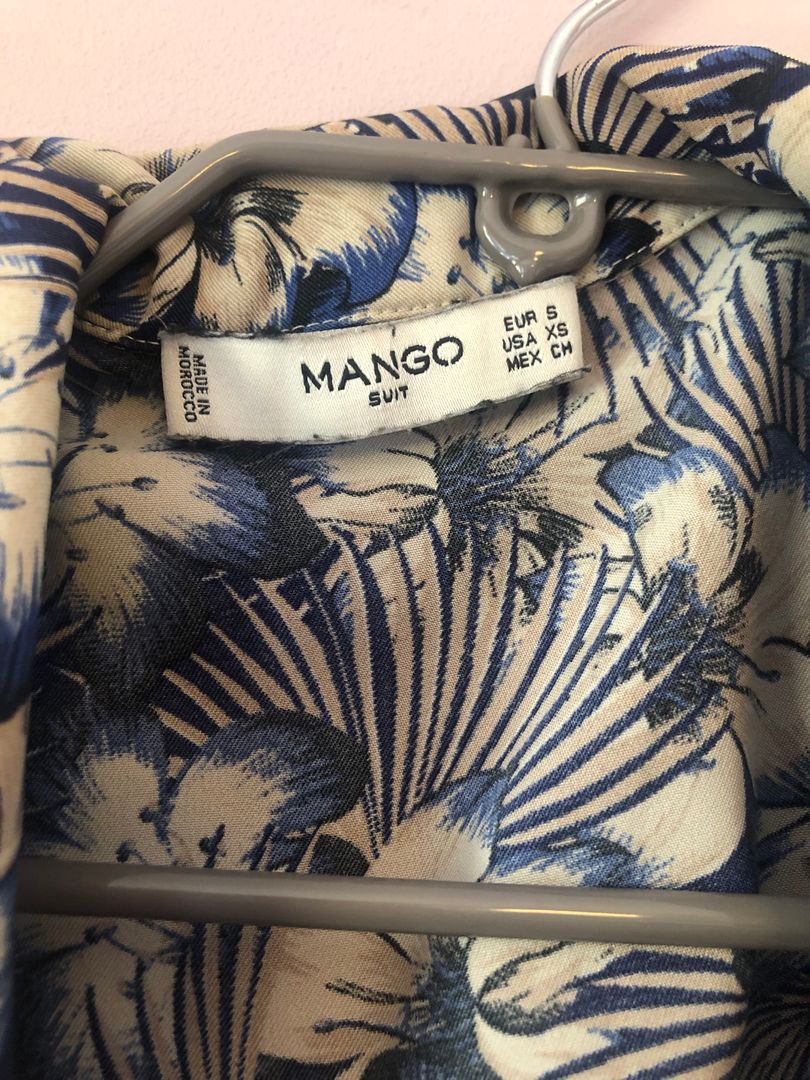 MADE IN
MOROCCO
MANGO
SUIT
EUR S
USA XS
MEX CH